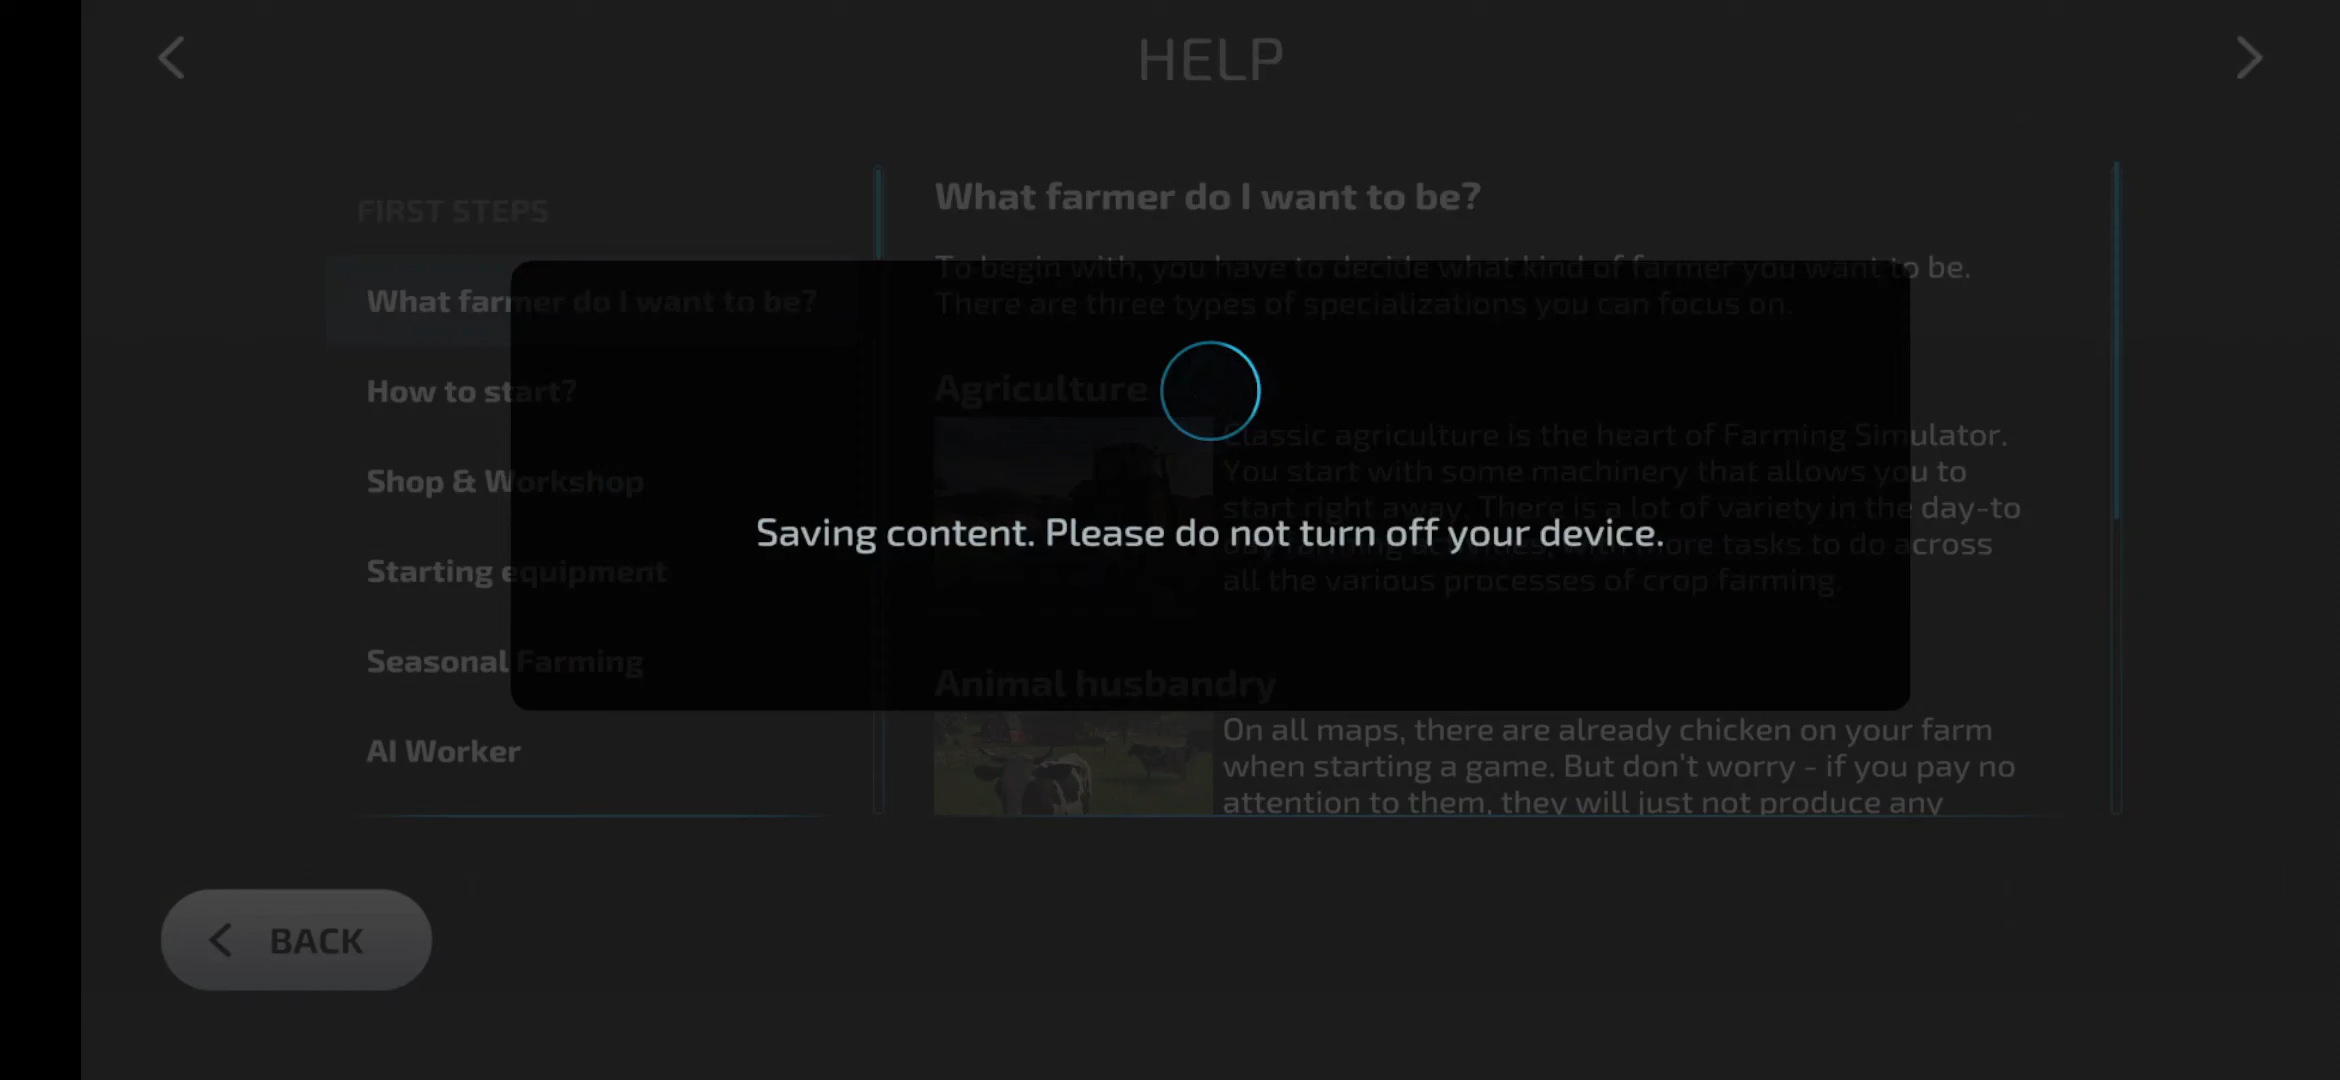 HELP
FIRST STEPS
What farmer do I want to be?
How to start?
Shop & Workshop
Starting equipment
Seasonal Farming
AI Worker
What farmer do I want to be?
To begin with, you have to decide what kind of farmer you want to be.
There are three types of specializations you can focus on.
Agriculture
Classic agriculture is the heart of Farming Simulator.
You start with some machinery that allows you to
start right away. There is a lot of variety in the day-to
more tasks to do across
all the various processes of crop farming.
Saving content. Please do not turn off your device.
Animal husbandry
On all maps, there are already chicken on your farm
when starting a game. But don't worry - if you pay no
attention to them, they will just not produce any
BACK